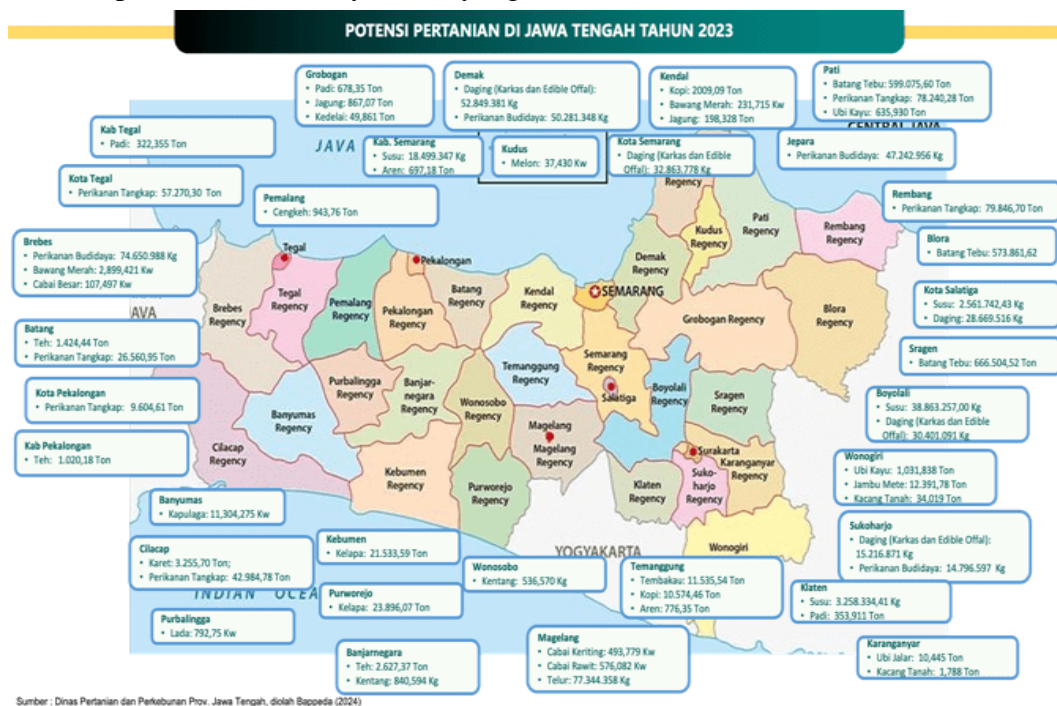 POTENSI PERTANIAN DI JAWA TENGAH TAHUN 2023
Grobogan
• Padi: 678,35 Ton
• Jagung: 867,07 Ton
• Kedelai: 49,861 Ton
Demak
• Daging (Karkas dan Edible Offal):
52.849.381 Kg
• Perikanan Budidaya: 50.281.348 Kg
Kendal
• Kopi: 2009,09 Ton
• Bawang Merah: 231,715 Kw
• Jagung: 198,328 Ton
Pati
• Batang Tebu: 599.075,60 Ton
• Perikanan Tangkap: 78.240,28 Ton
• Ubi Kayu: 635,930 Ton
CENTRAL JAVA
Kab Tegal
• Padi: 322,355 Ton
JAVA
Kab. Semarang
• Susu: 18.499.347 Kg
• Aren: 697,18 Ton
Kudus
• Melon: 37,430 Kw
Kota Semarang
• Daging (Karkas dan Edible
Offal): 32.863.778 Kg
Jepara
• Perikanan Budidaya: 47.242.956 Kg
Kota Tegal
• Perikanan Tangkap: 57.270,30 Ton
Pemalang
• Cengkeh: 943,76 Ton
Rembang
• Perikanan Tangkap: 79.846,70 Ton
Brebes
• Perikanan Budidaya: 74.650.988 Kg
• Bawang Merah: 2,899,421 Kw
• Cabai Besar: 107,497 Kw
Blora
• Batang Tebu: 573.861,62
Kota Salatiga
• Susu: 2.561.742,43 Kg
• Daging: 28.669.516 Kg
Batang
• Teh: 1.424,44 Ton
• Perikanan Tangkap: 26.560,95 Ton
Sragen
• Batang Tebu: 666.504,52 Ton
Kota Pekalongan
• Perikanan Tangkap: 9.604,61 Ton
Boyolali
• Susu: 38.863.257,00 Kg
• Daging (Karkas dan Edible
Offal): 30.401.091 Kg
Kab Pekalongan
• Teh: 1.020,18 Ton
Wonogiri
• Ubi Kayu: 1,031,838 Ton
• Jambu Mete: 12.391,78 Ton
• Kacang Tanah: 34,019 Ton
Regency
Kudus
Regency
Pati
Regency
Rembang
Regency
Demak
Regency
Tegal
Pekalongan
SEMARANG
AVA
Brebes
Regency
Tegal
Regency
Pemalang
Regency
Pekalongan
Regency
Batang
Regency
Kendal
Regency
Grobogan Regency
Blora
Regency
Purbalingga
Regency
Banjar-
negara
Regency
Temanggung
Regency
Semarang
Regency
Salatiga
Boyolali
Regency
Sragen
Regency
Banyumas
Regency
Wonosobo
Regency
Magelang
Magelang
Regency
Cilacap
Regency
Kebumen
Regency
Purworejo
Regency
Klaten
Regency
Surakarta
Suko-
harjo
Regency
Karanganyar
Regency
Wonogiri
YOGYAKARTA
INDIAN OCEA
Banyumas
• Kapulaga: 11,304,275 Kw
Cilacap
• Karet: 3.255,70 Ton;
• Perikanan Tangkap: 42.984,78 Ton
Kebumen
• Kelapa: 21.533,59 Ton
Wonosobo
• Kentang: 536,570 Kg
Temanggung
• Tembakau: 11.535,54 Ton
• Kopi: 10.574,46 Ton
• Aren: 776,35 Ton
Sukoharjo
• Daging (Karkas dan Edible Offal):
15.216.871 Kg
• Perikanan Budidaya: 14.796.597 Kg
Purworejo
• Kelapa: 23.896,07 Ton
Klaten
• Susu: 3.258.334,41 Kg
• Padi: 353,911 Ton
Purbalingga
• Lada: 792,75 Kw
Banjarnegara
• Teh: 2.627,37 Ton
• Kentang: 840,594 Kg
Magelang
• Cabai Keriting: 493,779 Kw
• Cabai Rawit: 576,082 Kw
• Telur: 77.344.358 Kg
Karanganyar
• Ubi Jalar: 10,445 Ton
• Kacang Tanah: 1,788 Ton
Sumber : Dinas Pertanian dan Perkebunan Prov. Jawa Tengah, diolah Bappeda (2024)